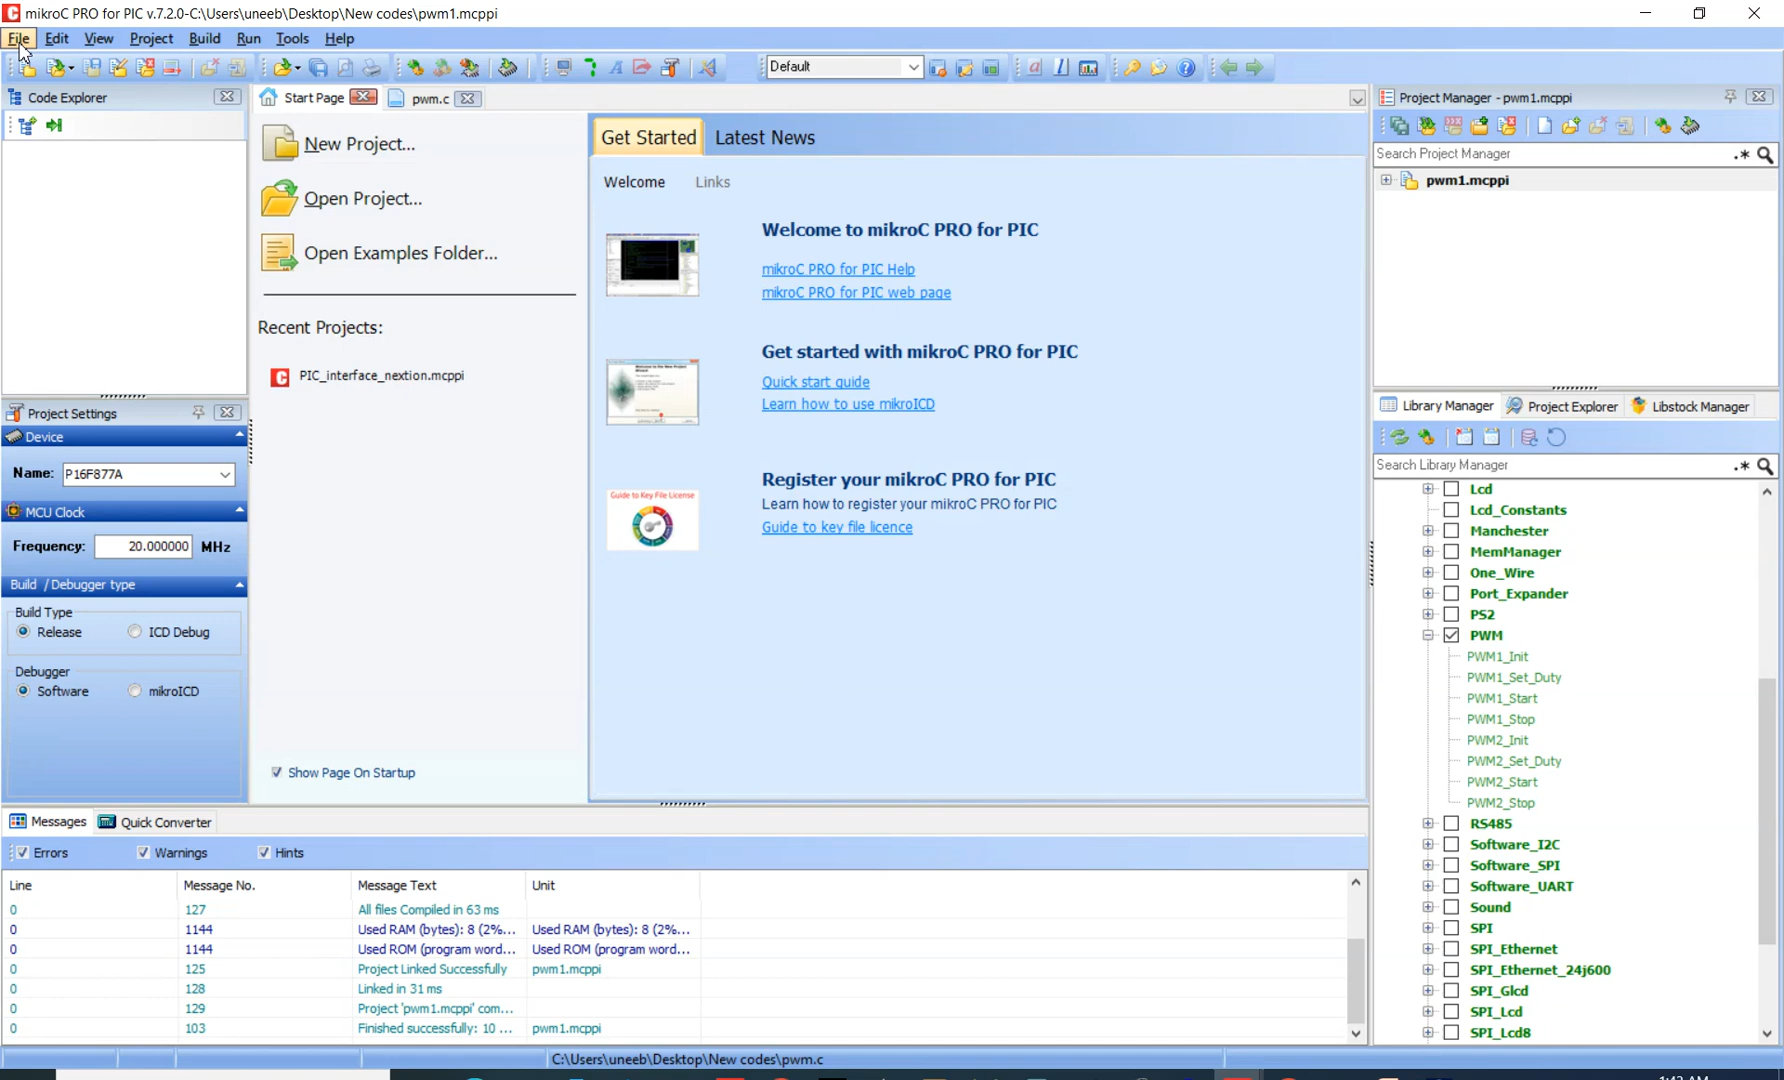 mikroC PRO for PIC v.7.2.0-C:\Users\uneeb\Desktop\New codes\pwm1.mcppi
File Edit View Project Build Run Tools Help
Default
Code Explorer
Start Page
pwm.c
Project Manager - pwm1.mcppi
Search Project Manager
pwm1.mcppi
New Project...
Open Project...
Open Examples Folder...
Recent Projects:
PIC_interface_nextion.mcppi
Show Page On Startup
Get Started
Latest News
Welcome
Links
Welcome to mikroC PRO for PIC
mikroC PRO for PIC Help
mikroC PRO for PIC web page
Get started with mikroC PRO for PIC
Quick start guide
Learn how to use mikroICD
Guide to Key File License
Register your mikroC PRO for PIC
Learn how to register your mikroC PRO for PIC
Guide to key file licence
Project Settings
Device
Name: P16F877A
MCU Clock
Frequency: 20.000000 MHz
Build / Debugger type
Build Type
Release
ICD Debug
Debugger
Software
mikroICD
Library Manager
Project Explorer
Libstock Manager
Search Library Manager
Lcd
Lcd_Constants
Manchester
MemManager
One_Wire
Port_Expander
PS2
PWM
PWM1_Init
PWM1_Set_Duty
PWM1_Start
PWM1_Stop
PWM2_Init
PWM2_Set_Duty
PWM2_Start
PWM2_Stop
RS485
Software_I2C
Software_SPI
Software_UART
Sound
SPI
SPI_Ethernet
SPI_Ethernet_24j600
SPI_Glcd
SPI_Lcd
SPI_Lcd8
Messages
Quick Converter
Errors
Warnings
Hints
Line Message No. Message Text Unit
0 127 All files Compiled in 63 ms
0 1144 Used RAM (bytes): 8 (2%... Used RAM (bytes): 8 (2%...
0 1144 Used ROM (program word... Used ROM (program word...
0 125 Project Linked Successfully pwm1.mcppi
0 128 Linked in 31 ms
0 129 Project 'pwm1.mcppi' com...
0 103 Finished successfully: 10 ... pwm1.mcppi
C:\Users\uneeb\Desktop\New codes\pwm.c